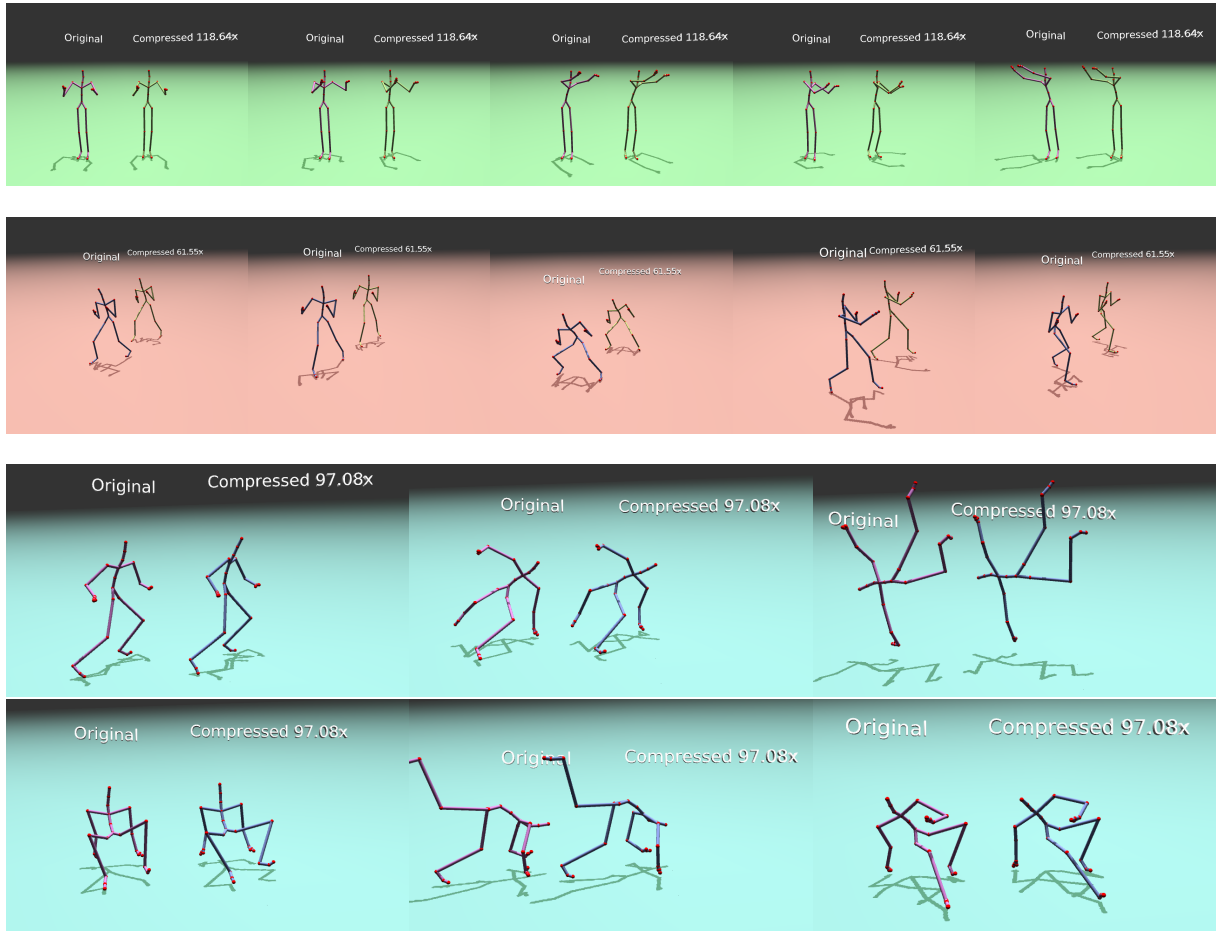 Original Compressed 118.64x Original Compressed 118.64x Original Compressed 118.64x Original Compressed 118.64x Original Compressed 118.64x
Original Compressed 61.55x Original Compressed 61.55x Original Compressed 61.55x Original Compressed 61.55x Original Compressed 61.55x
Original Compressed 97.08x Original Compressed 97.08x Original Compressed 97.08x
Original Compressed 97.08x Original Compressed 97.08x Original Compressed 97.08x